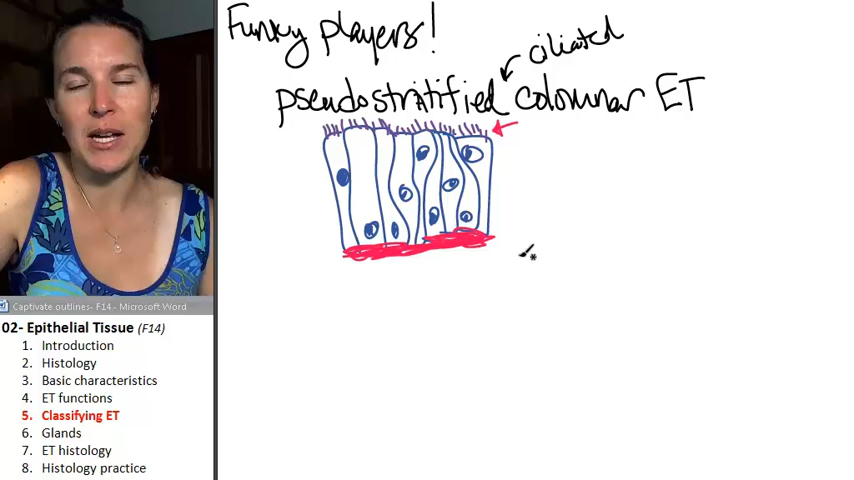 Funky players!
ciliated
pseudostratified columnar ET
Captivate outlines- F14 - Microsoft Word
02- Epithelial Tissue (F14)
1. Introduction
2. Histology
3. Basic characteristics
4. ET functions
5. Classifying ET
6. Glands
7. ET histology
8. Histology practice